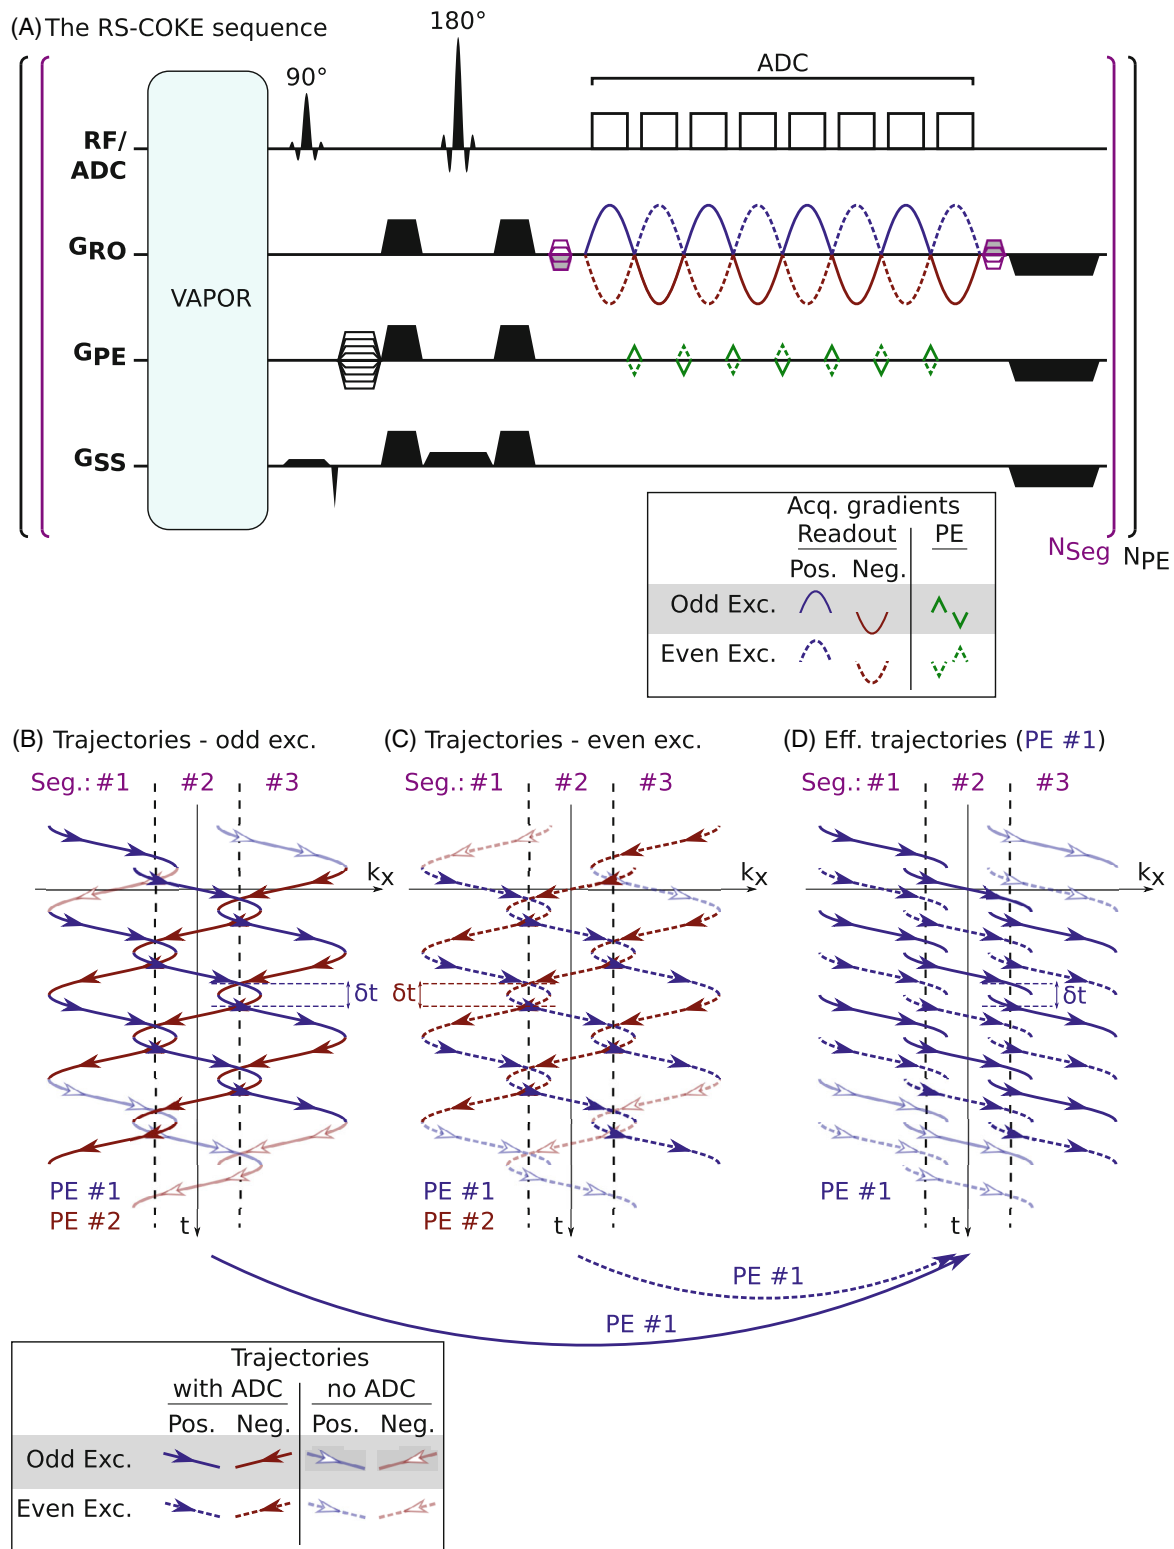 (A) The RS-COKE sequence
180°
90°
ADC
RF/
ADC
GRO
VAPOR
GPE
GSS
NSeg
NPE
Acq. gradients
Readout PE
Pos. Neg.
Odd Exc.
Even Exc.
(B) Trajectories - odd exc.
Seg.: #1 #2 #3
kX
δt
PE #1
PE #2
t
(C) Trajectories - even exc.
Seg.: #1 #2 #3
kX
δt
PE #1
PE #2
t
(D) Eff. trajectories (PE #1)
Seg.: #1 #2 #3
kX
δt
PE #1
t
PE #1
PE #1
Trajectories
with ADC no ADC
Pos. Neg. Pos. Neg.
Odd Exc.
Even Exc.